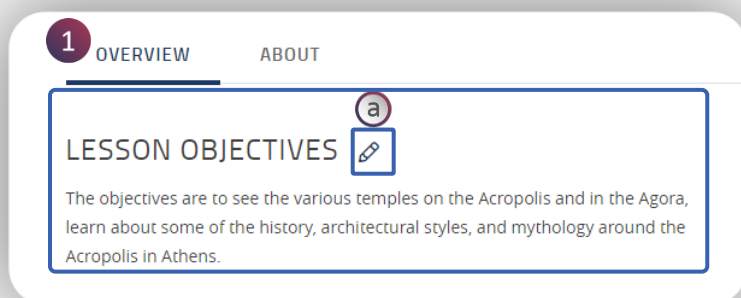 1
OVERVIEW ABOUT
a
LESSON OBJECTIVES
The objectives are to see the various temples on the Acropolis and in the Agora,
learn about some of the history, architectural styles, and mythology around the
Acropolis in Athens.